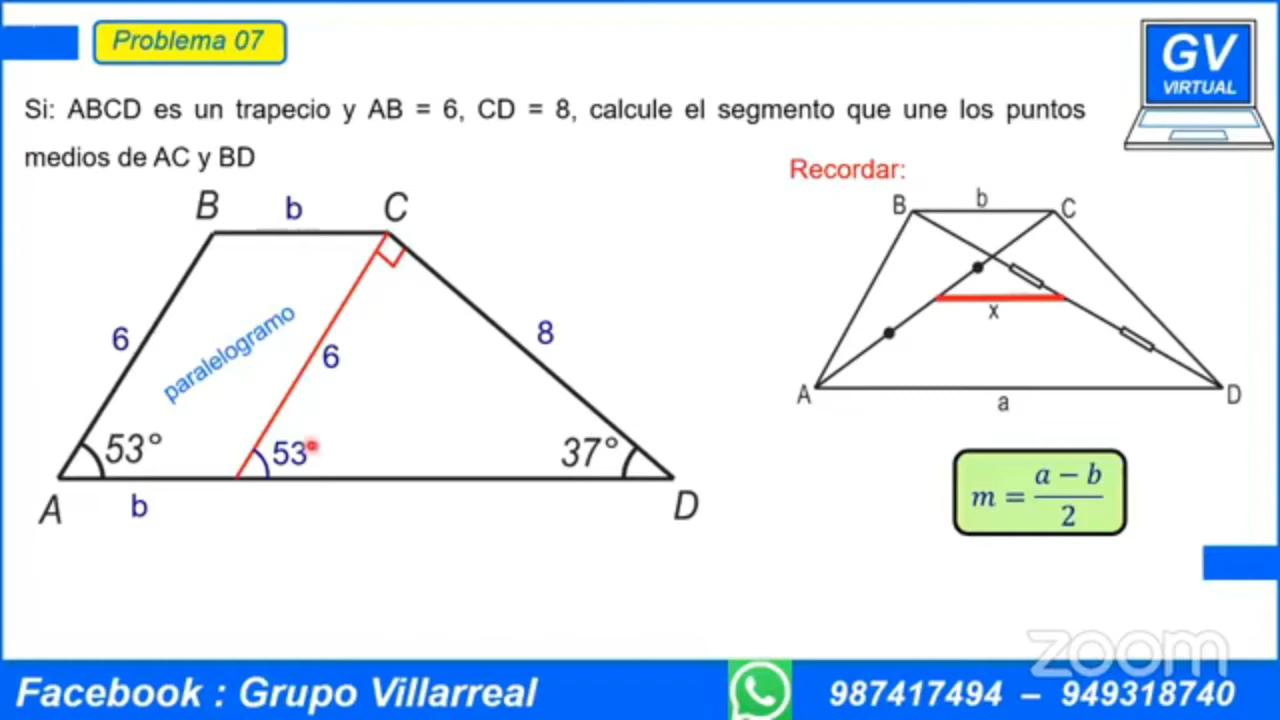 Problema 07
GV
VIRTUAL
Si: ABCD es un trapecio y AB = 6, CD = 8, calcule el segmento que une los puntos
medios de AC y BD
Recordar:
B b C
6
paralelogramo
6
8
53°
53°
37°
A b D
B b C
x
A a D
m = \frac{a - b}{2}
zoom
Facebook : Grupo Villarreal 987417494 – 949318740